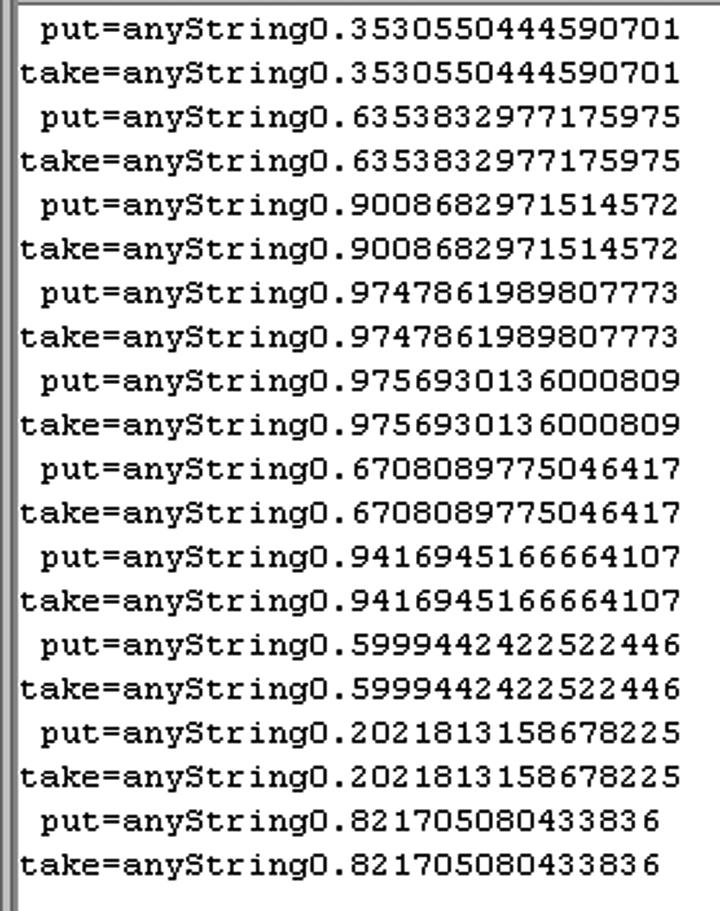 put=anyString0.3530550444590701
take=anyString0.3530550444590701
put=anyString0.6353832977175975
take=anyString0.6353832977175975
put=anyString0.9008682971514572
take=anyString0.9008682971514572
put=anyString0.9747861989807773
take=anyString0.9747861989807773
put=anyString0.9756930136000809
take=anyString0.9756930136000809
put=anyString0.6708089775046417
take=anyString0.6708089775046417
put=anyString0.9416945166664107
take=anyString0.9416945166664107
put=anyString0.5999442422522446
take=anyString0.5999442422522446
put=anyString0.2021813158678225
take=anyString0.2021813158678225
put=anyString0.821705080433836
take=anyString0.821705080433836